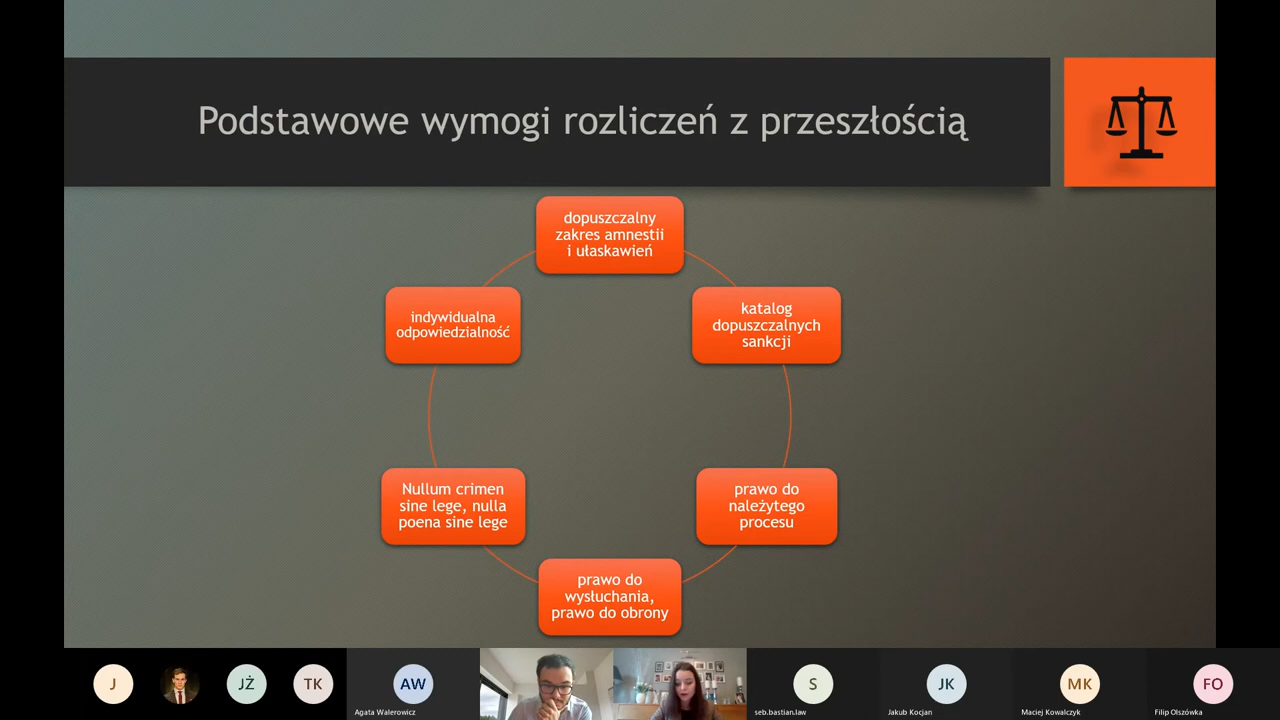 Podstawowe wymogi rozliczeń z przeszłością
dopuszczalny
zakres amnestii
i ułaskawień
katalog
dopuszczalnych
sankcji
prawo do
należytego
procesu
prawo do
wysłuchania,
prawo do obrony
Nullum crimen
sine lege, nulla
poena sine lege
indywidualna
odpowiedzialność
J
JŻ
TK
AW
Agata Walerowicz
S
seb.bastian.law
JK
Jakub Kocjan
MK
Maciej Kowalczyk
FO
Filip Olszówka